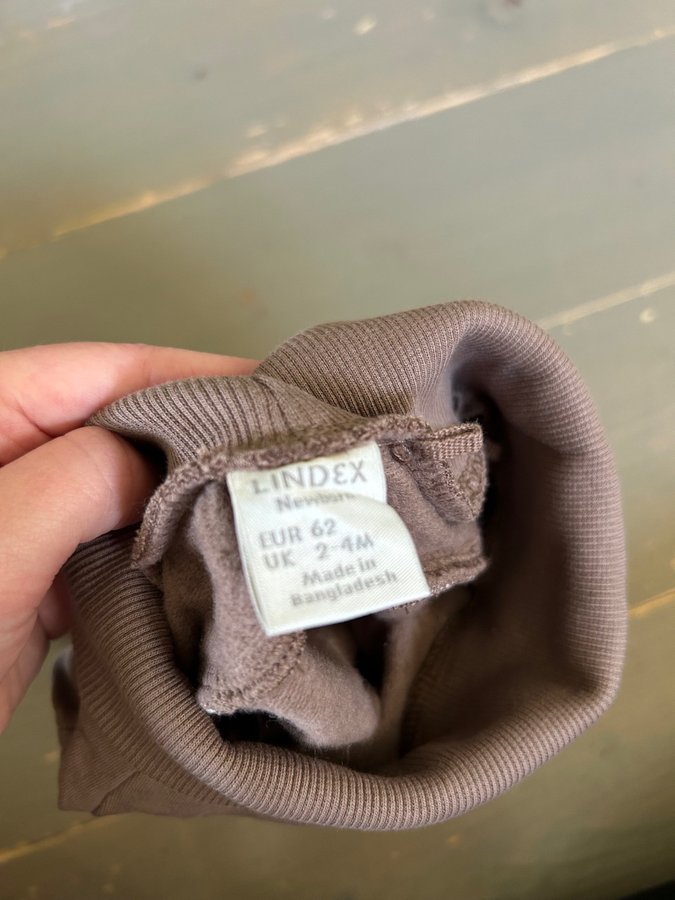 LINDEX
Newborn
EUR 62
UK 2-4M
Made in
Bangladesh